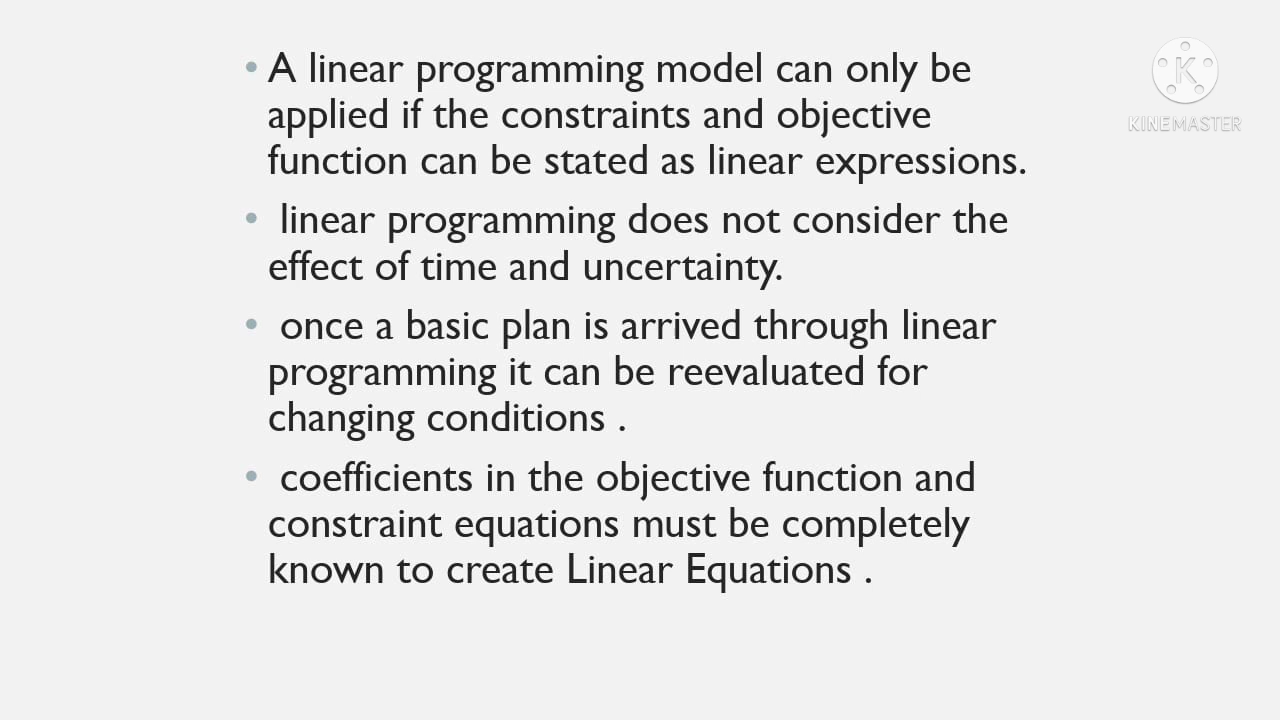 • A linear programming model can only be
applied if the constraints and objective
function can be stated as linear expressions.
• linear programming does not consider the
effect of time and uncertainty.
• once a basic plan is arrived through linear
programming it can be reevaluated for
changing conditions .
• coefficients in the objective function and
constraint equations must be completely
known to create Linear Equations .
K
KINEMASTER